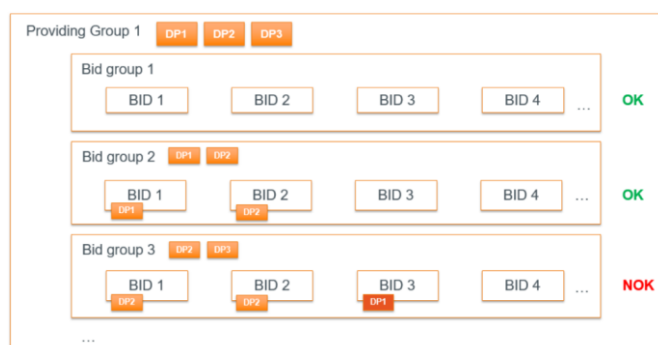 Providing Group 1 DP1 DP2 DP3
Bid group 1
BID 1 BID 2 BID 3 BID 4 ... OK
Bid group 2 DP1 DP2
BID 1 BID 2 BID 3 BID 4 ... OK
DP1 DP2
Bid group 3 DP2 DP3
BID 1 BID 2 BID 3 BID 4 ... NOK
DP2 DP2 DP1
...